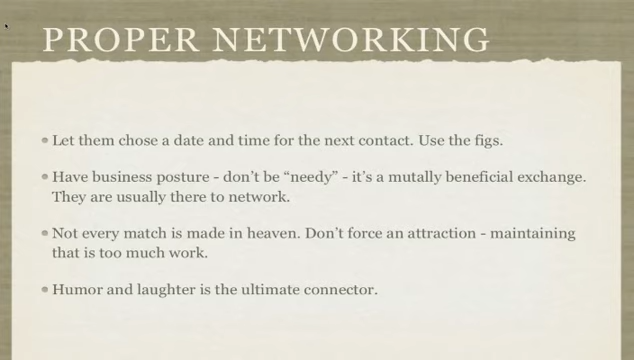 PROPER NETWORKING
Let them chose a date and time for the next contact. Use the figs.
Have business posture - don't be “needy” - it's a mutally beneficial exchange.
They are usually there to network.
Not every match is made in heaven. Don't force an attraction - maintaining
that is too much work.
Humor and laughter is the ultimate connector.